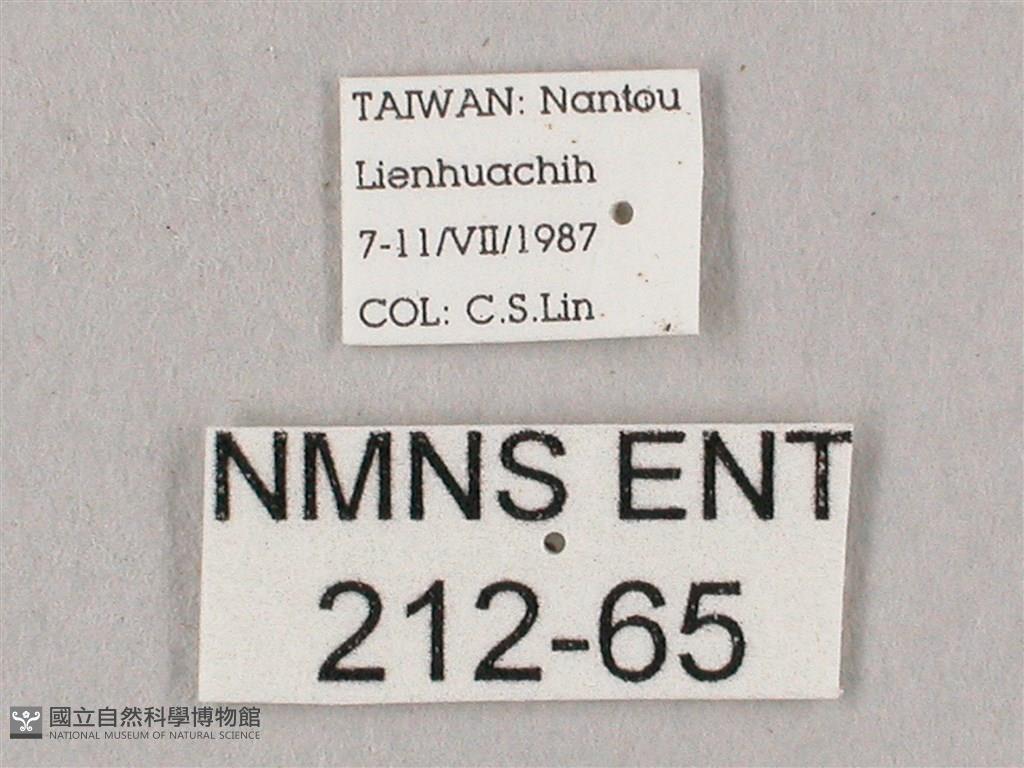 TAIWAN: Nantou
Lienhuachih
7-11/VII/1987
COL: C.S.Lin
NMNS ENT
212-65
國立自然科學博物館
NATIONAL MUSEUM OF NATURAL SCIENCE